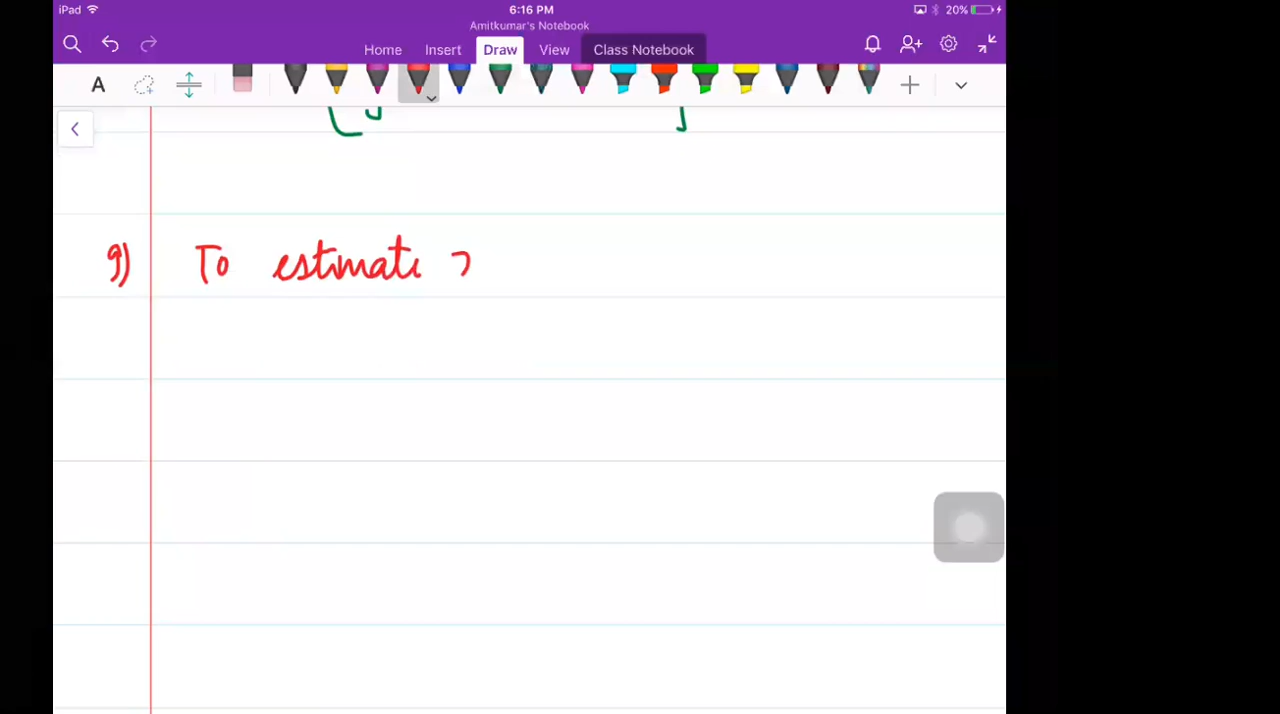 iPad 6:16 PM 20%
Amitkumar's Notebook
Home Insert Draw View Class Notebook
A
9) To estimate